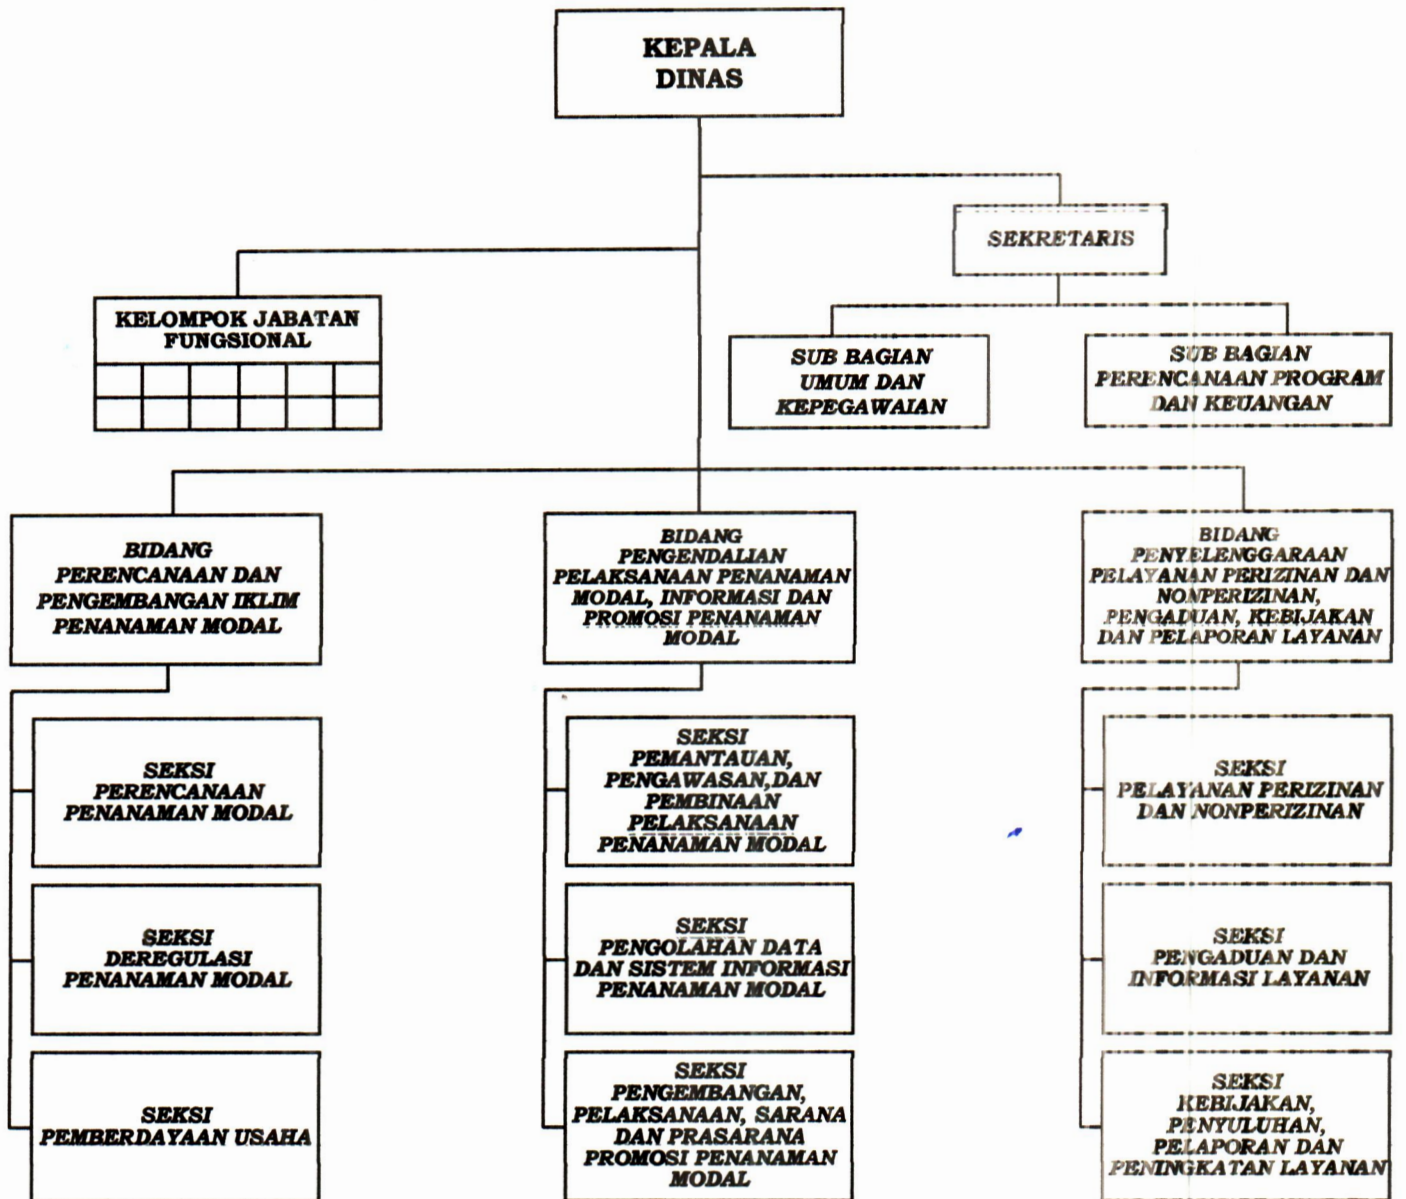 KEPALA
DINAS
SEKRETARIS
KELOMPOK JABATAN
FUNGSIONAL
SUB BAGIAN
UMUM DAN
KEPEGAWAIAN
SUB BAGIAN
PERENCANAAN PROGRAM
DAN KEUANGAN
BIDANG
PERENCANAAN DAN
PENGEMBANGAN IKLIM
PENANAMAN MODAL
BIDANG
PENGENDALIAN
PELAKSANAAN PENANAMAN
MODAL, INFORMASI DAN
PROMOSI PENANAMAN
MODAL
BIDANG
PENYELENGGARAAN
PELAYANAN PERIZINAN DAN
NONPERIZINAN,
PENGADUAN, KEBIJAKAN
DAN PELAPORAN LAYANAN
SEKSI
PERENCANAAN
PENANAMAN MODAL
SEKSI
PEMANTAUAN,
PENGAWASAN,DAN
PEMBINAAN
PELAKSANAAN
PENANAMAN MODAL
SEKSI
PELAYANAN PERIZINAN
DAN NONPERIZINAN
SEKSI
DEREGULASI
PENANAMAN MODAL
SEKSI
PENGOLAHAN DATA
DAN SISTEM INFORMASI
PENANAMAN MODAL
SEKSI
PENGADUAN DAN
INFORMASI LAYANAN
SEKSI
PEMBERDAYAAN USAHA
SEKSI
PENGEMBANGAN,
PELAKSANAAN, SARANA
DAN PRASARANA
PROMOSI PENANAMAN
MODAL
SEKSI
KEBIJAKAN,
PENYULUHAN,
PELAPORAN DAN
PENINGKATAN LAYANAN